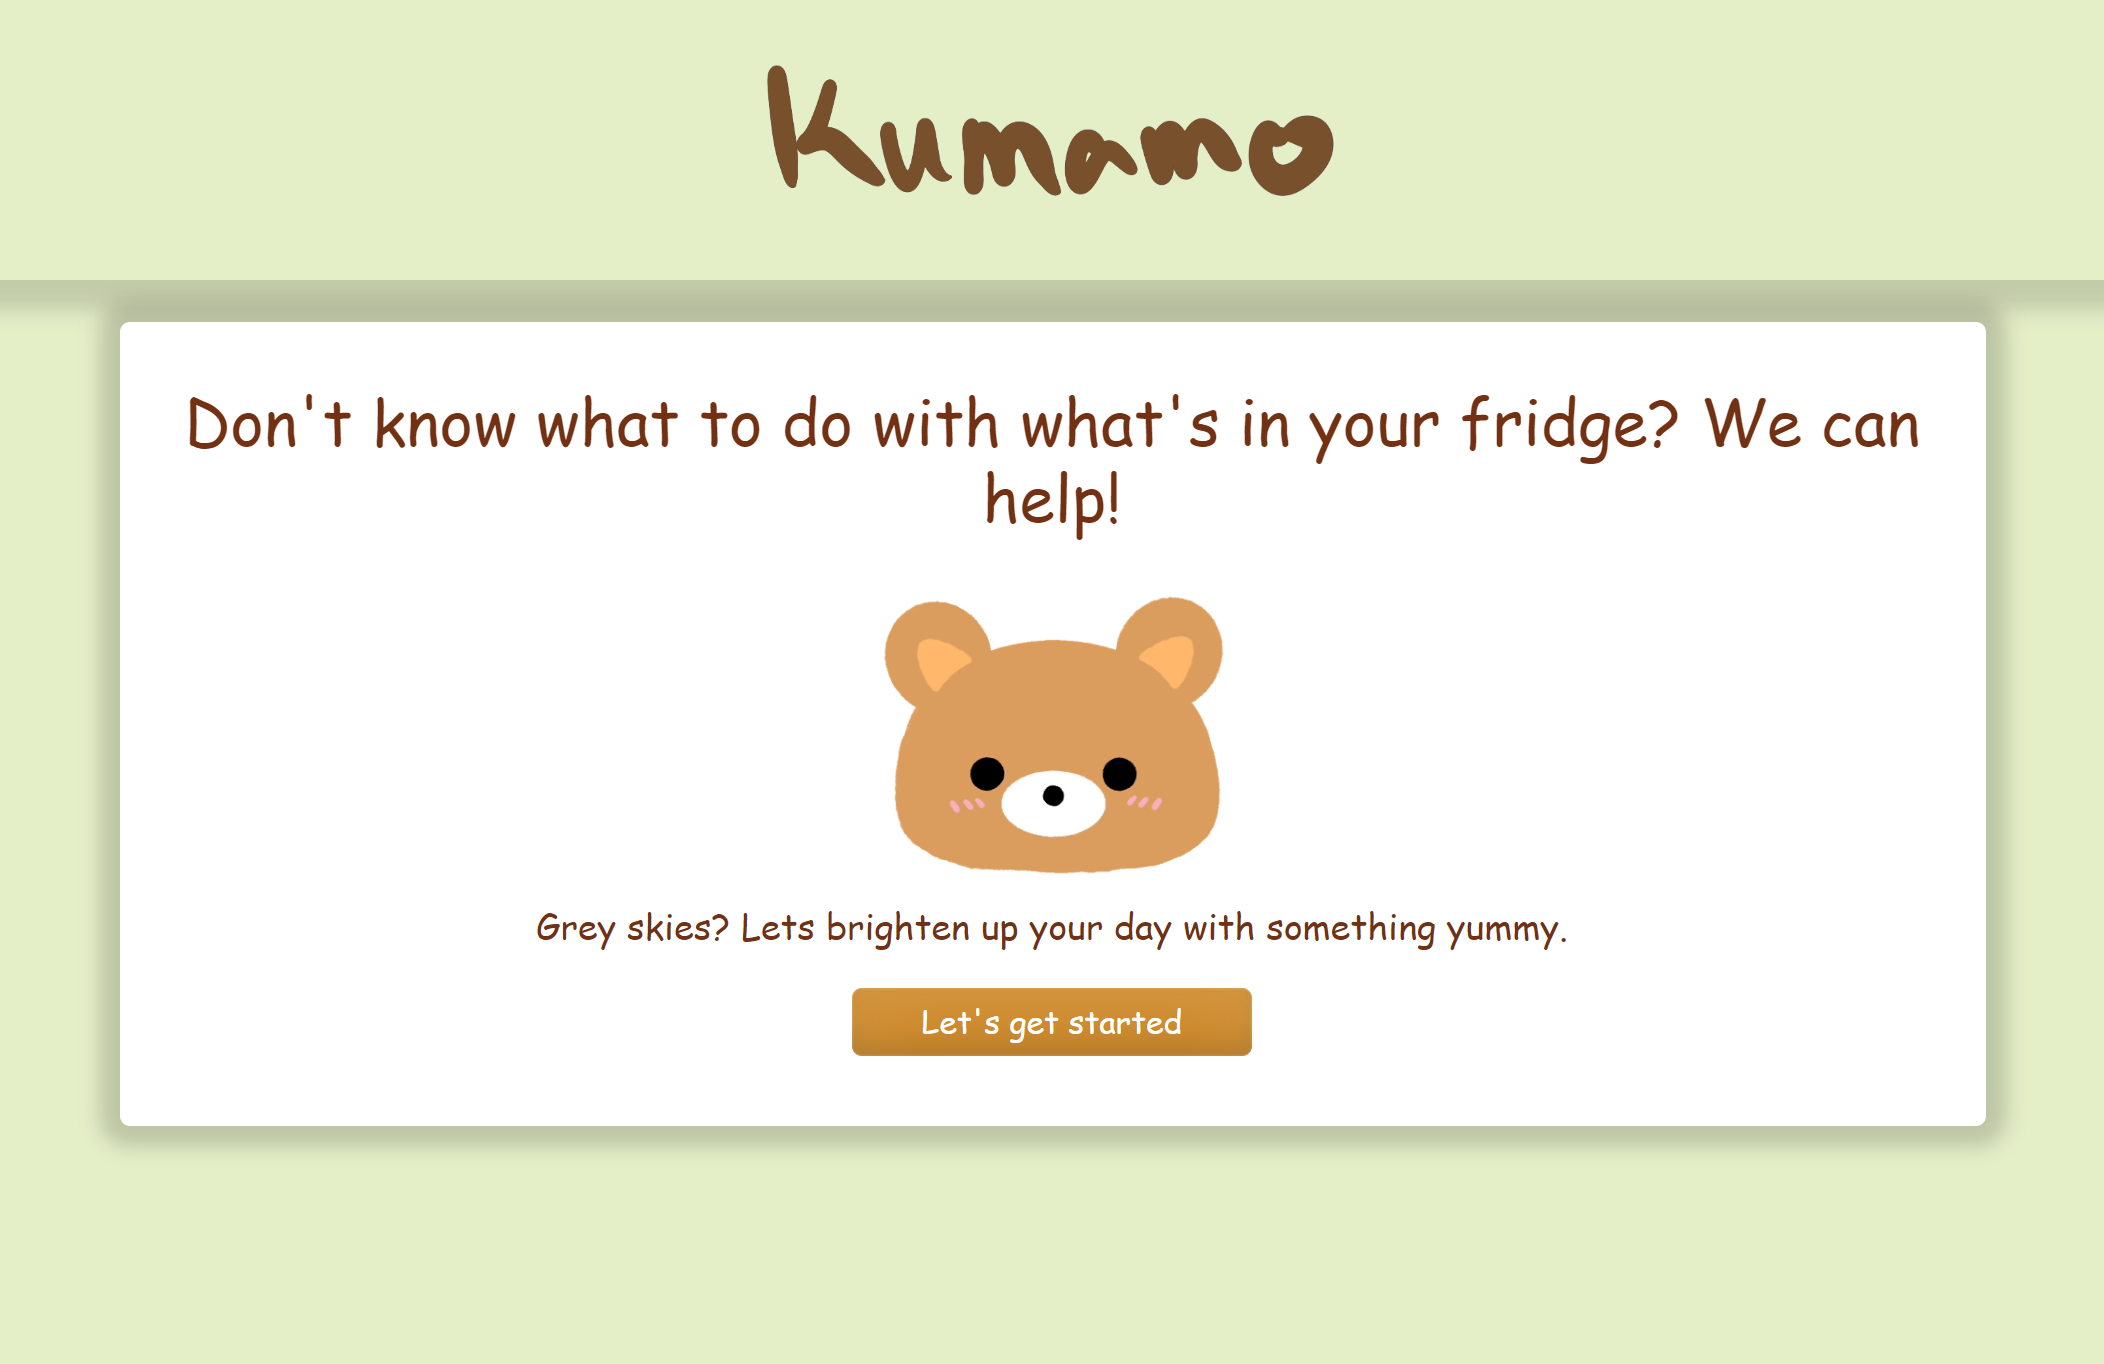 Kumamo
Don't know what to do with what's in your fridge? We can
help!
Grey skies? Lets brighten up your day with something yummy.
Let's get started